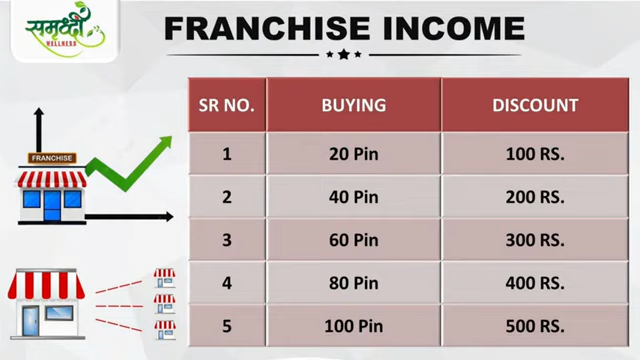 समृध्दी
WELLNESS
FRANCHISE INCOME
SR NO. BUYING DISCOUNT
1 20 Pin 100 RS.
2 40 Pin 200 RS.
3 60 Pin 300 RS.
4 80 Pin 400 RS.
5 100 Pin 500 RS.
FRANCHISE